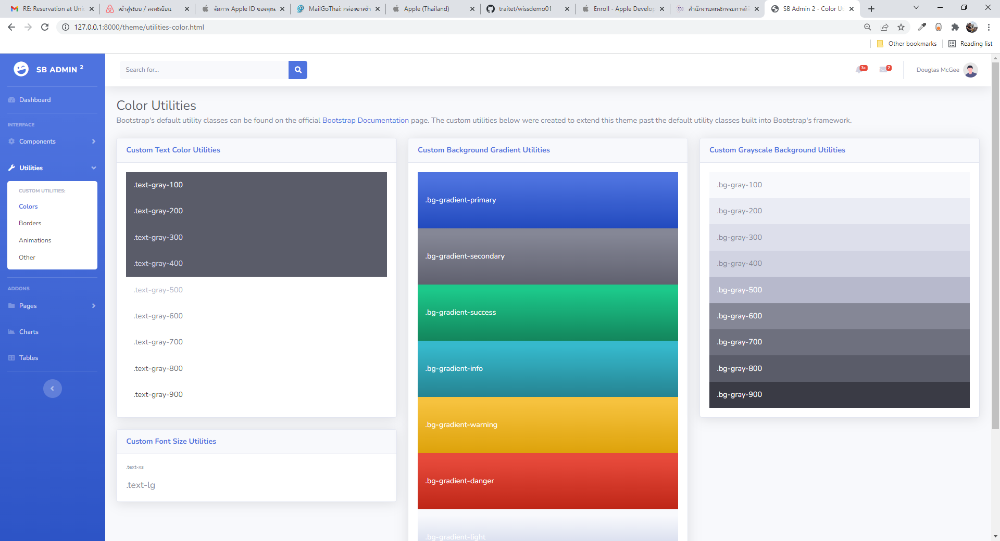 RE: Reservation at Unic
เข้าสู่ระบบ / ลงทะเบียน
จัดการ Apple ID ของคุณ
MailGoThai: กล่องขาเข้า
Apple (Thailand)
traitet/wissdemo01
Enroll - Apple Develop
สำนักงานคณะกรรมการดิจิ
SB Admin 2 - Color Ut
127.0.0.1:8000/theme/utilities-color.html
Other bookmarks
Reading list
SB ADMIN 2
Search for...
3+
7
Douglas McGee
Dashboard
INTERFACE
Components
Utilities
CUSTOM UTILITIES:
Colors
Borders
Animations
Other
ADDONS
Pages
Charts
Tables
Color Utilities
Bootstrap's default utility classes can be found on the official Bootstrap Documentation page. The custom utilities below were created to extend this theme past the default utility classes built into Bootstrap's framework.
Custom Text Color Utilities
.text-gray-100
.text-gray-200
.text-gray-300
.text-gray-400
.text-gray-500
.text-gray-600
.text-gray-700
.text-gray-800
.text-gray-900
Custom Font Size Utilities
.text-xs
.text-lg
Custom Background Gradient Utilities
.bg-gradient-primary
.bg-gradient-secondary
.bg-gradient-success
.bg-gradient-info
.bg-gradient-warning
.bg-gradient-danger
.bg-gradient-light
Custom Grayscale Background Utilities
.bg-gray-100
.bg-gray-200
.bg-gray-300
.bg-gray-400
.bg-gray-500
.bg-gray-600
.bg-gray-700
.bg-gray-800
.bg-gray-900